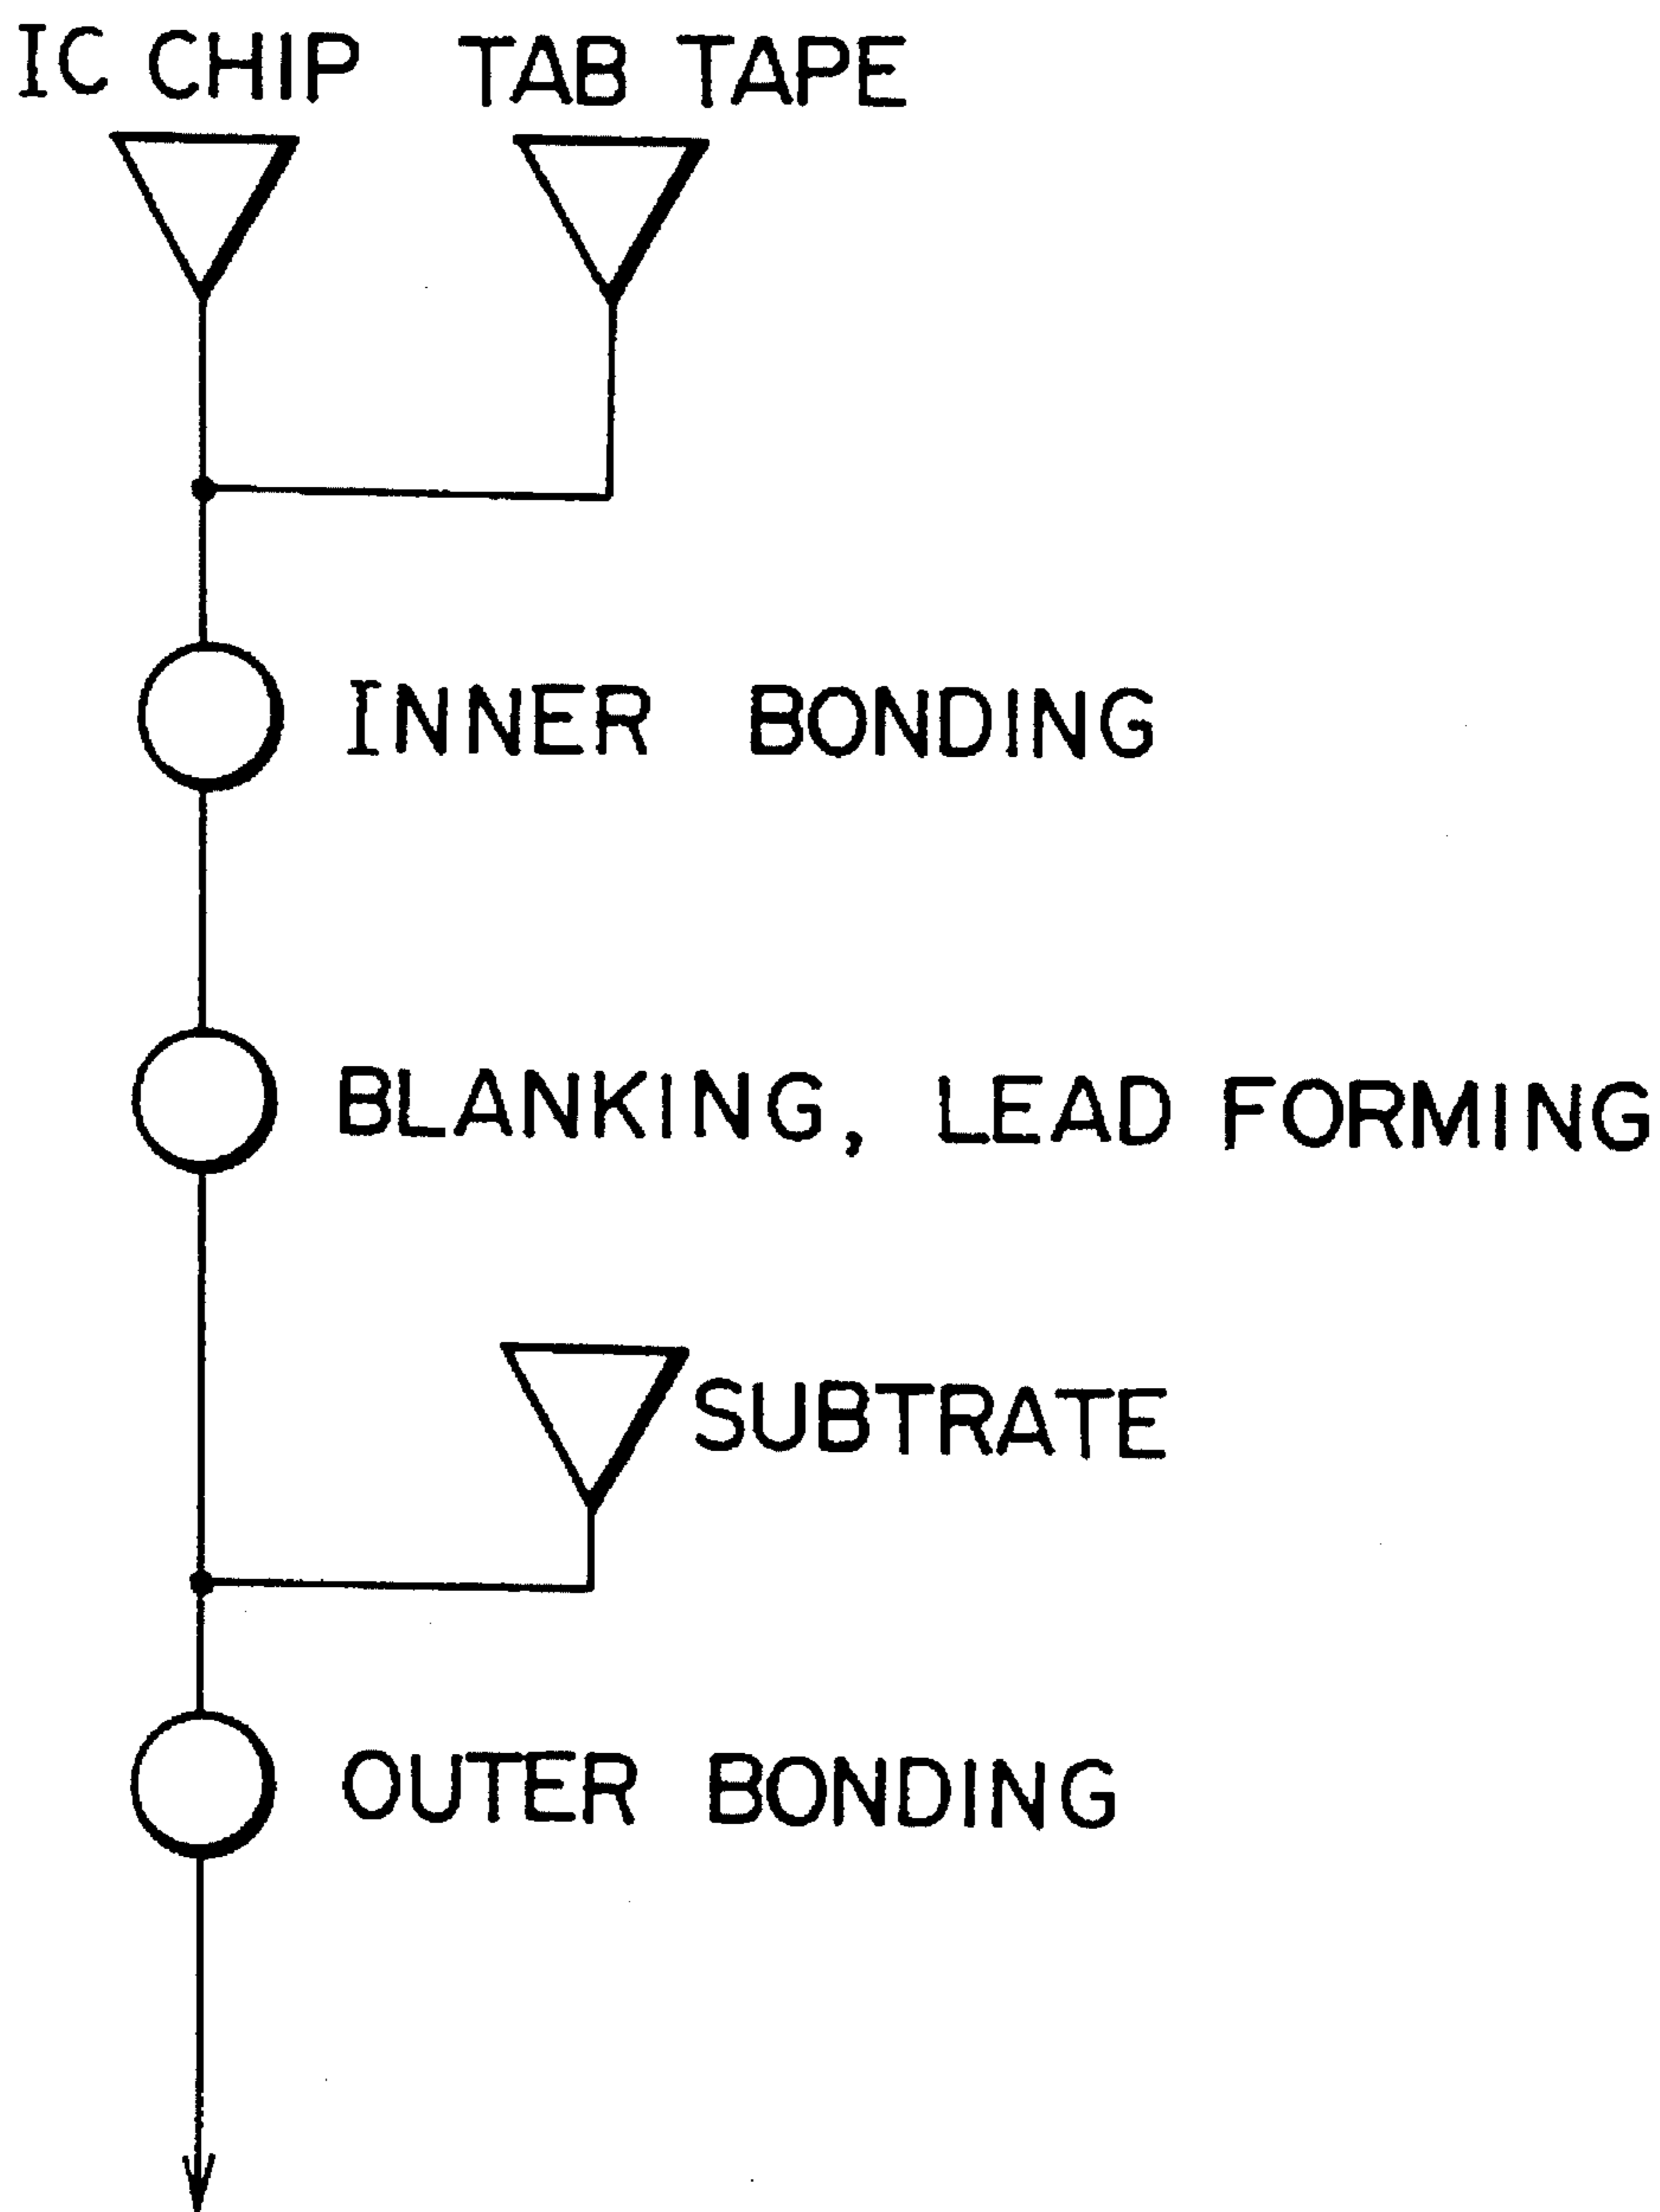 IC CHIP TAB TAPE
INNER BONDING
BLANKING, LEAD FORMING
SUBTRATE
OUTER BONDING